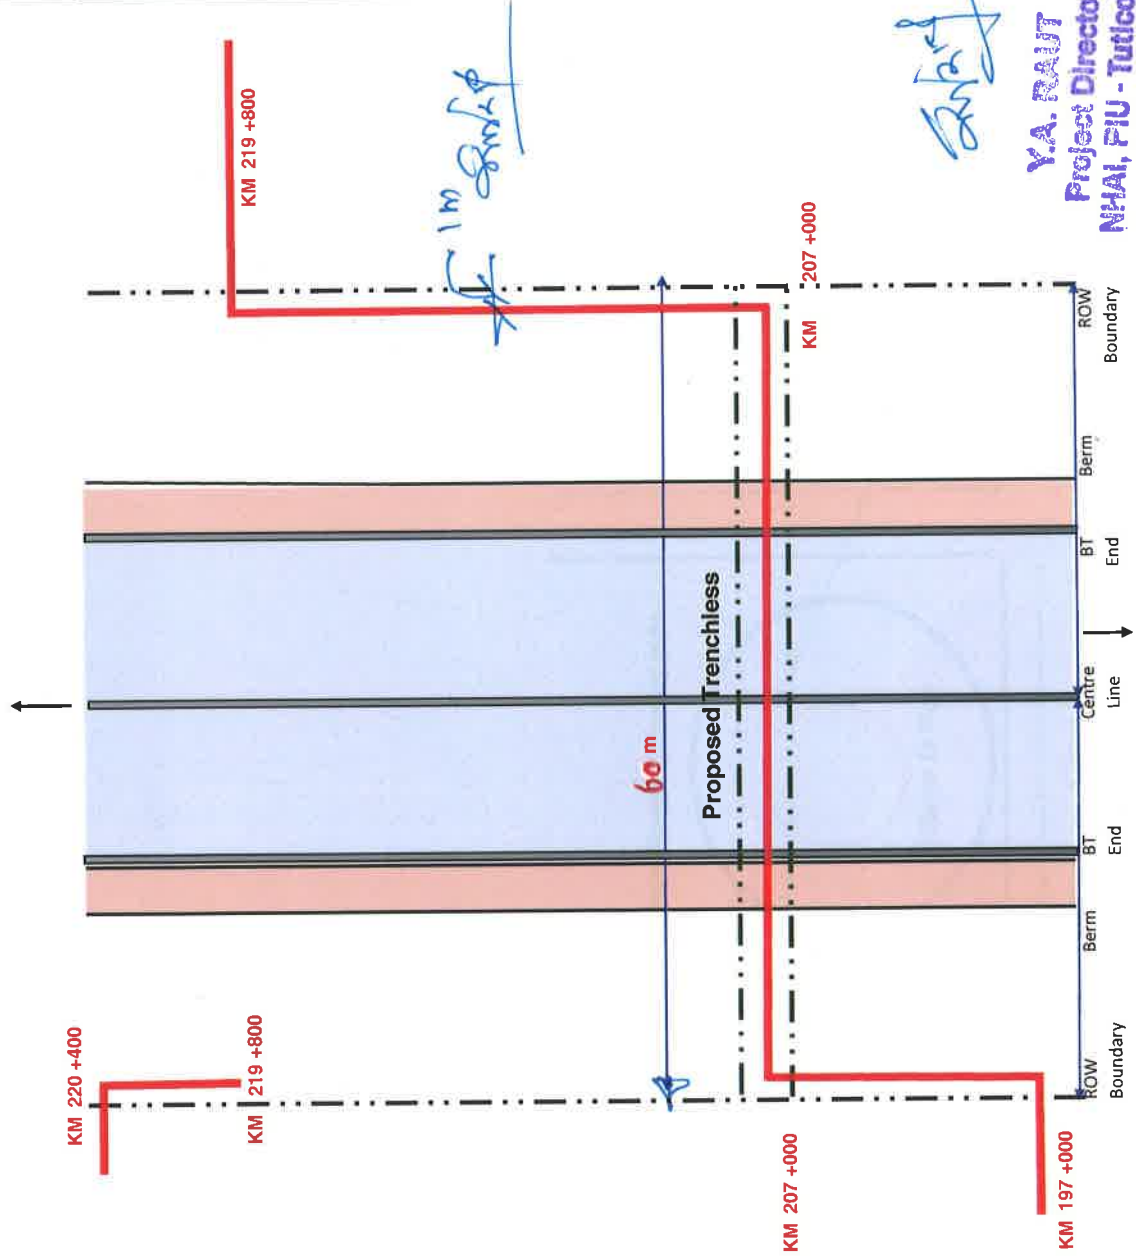 KM 219 +800
1m
KM 220 +400
KM 219 +800
60 m
Proposed Trenchless
KM 207 +000
KM 207 +000
KM 197 +000
ROW Boundary
Berm
BT End
Centre Line
BT End
Berm
ROW Boundary
Y.A. RAUT
Project Directo
NHAI, PIU - Tutico